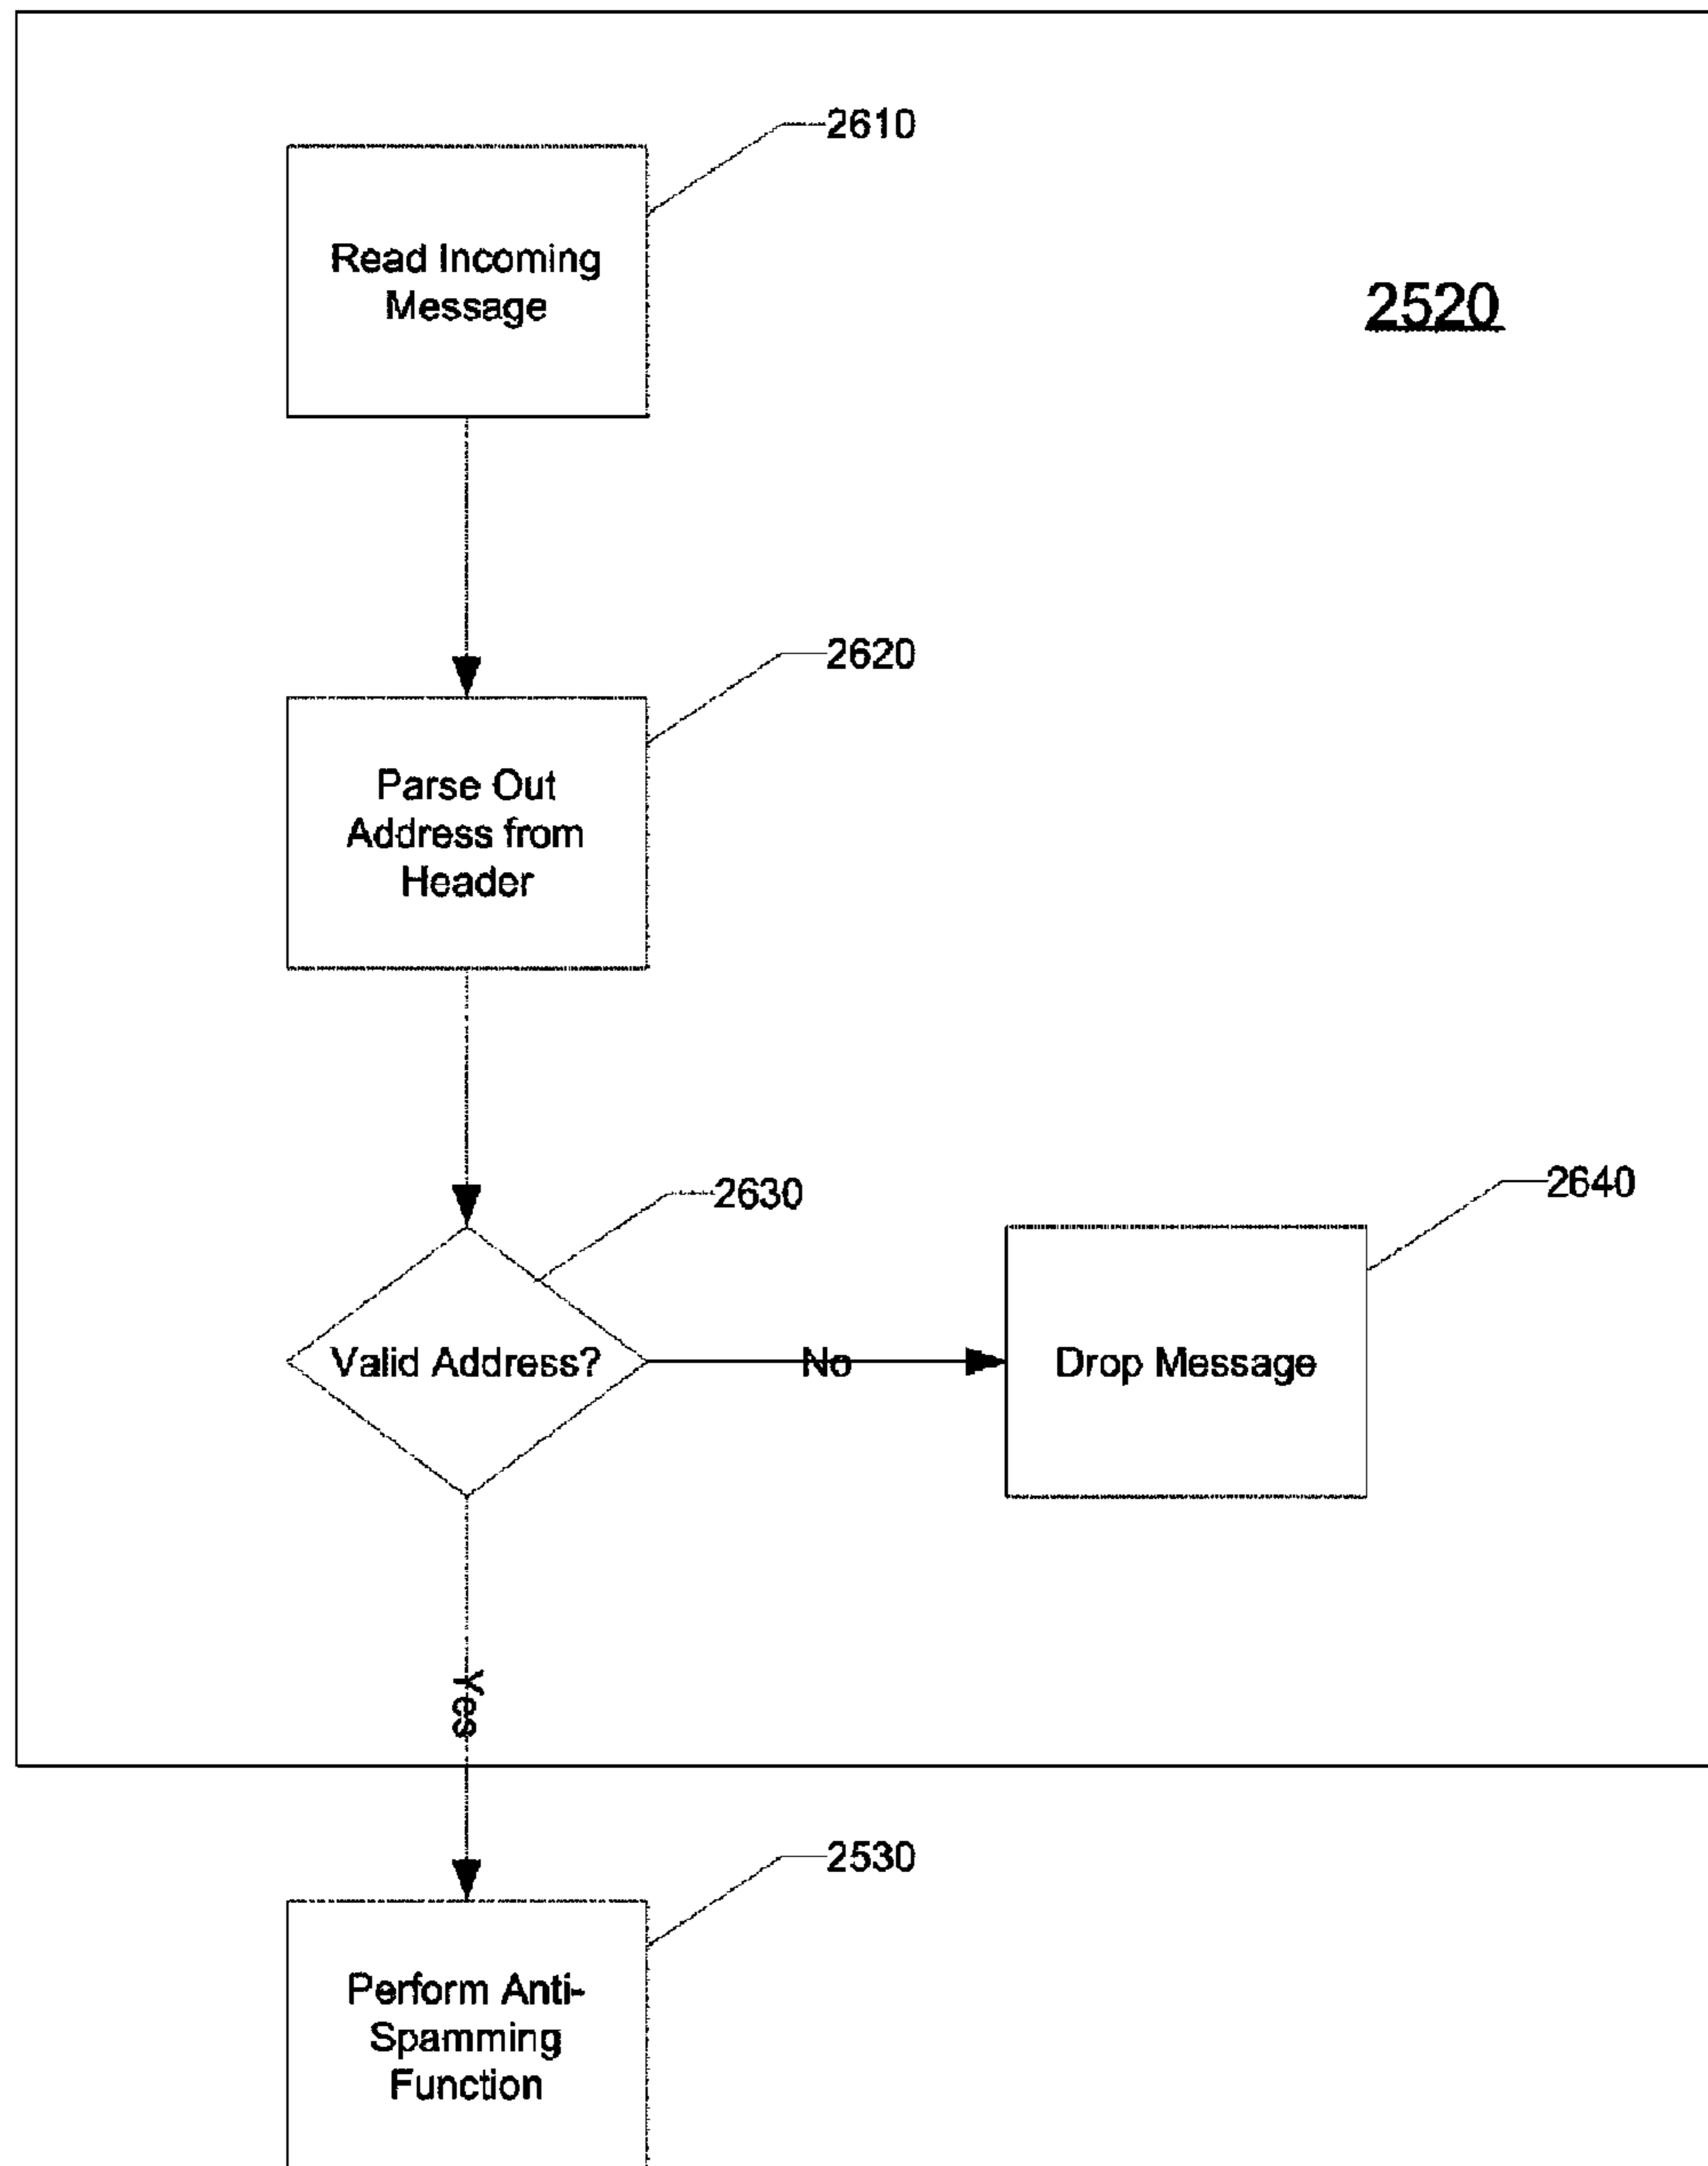 2610
Read Incoming
Message
2520
2620
Parse Out
Address from
Header
2630
2640
Valid Address?
No
Drop Message
Yes
2530
Perform Anti-
Spamming
Function